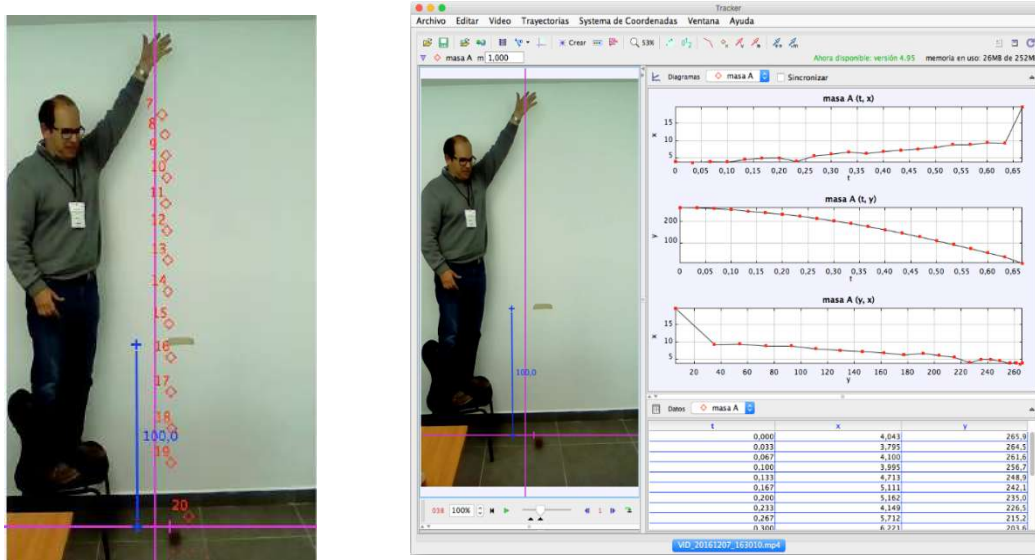 7
8
9
10
11
12
13
14
15
16
17
18
100,0
19
20
Tracker
Archivo Editar Video Trayectorias Sistema de Coordenadas Ventana Ayuda
Crear 53%
masa A m 1,000 Ahora disponible: versión 4.95 memoria en uso: 26MB de 252MB
Diagramas masa A Sincronizar
masa A (t, x)
x
15
10
5
0 0,05 0,10 0,15 0,20 0,25 0,30 0,35 0,40 0,45 0,50 0,55 0,60 0,65
t
masa A (t, y)
y
200
100
0 0,05 0,10 0,15 0,20 0,25 0,30 0,35 0,40 0,45 0,50 0,55 0,60 0,65
t
masa A (y, x)
x
15
10
5
20 40 60 80 100 120 140 160 180 200 220 240 260
y
100,0
Datos masa A
t x y
0,000 4,043 265,9
0,033 3,795 264,5
0,067 4,100 261,6
0,100 3,995 256,7
0,133 4,713 248,9
0,167 5,111 242,1
0,200 5,162 235,0
0,233 4,149 226,5
0,267 5,712 215,2
0,300 6,221 203,6
038 100% 1
VID_20161207_163010.mp4